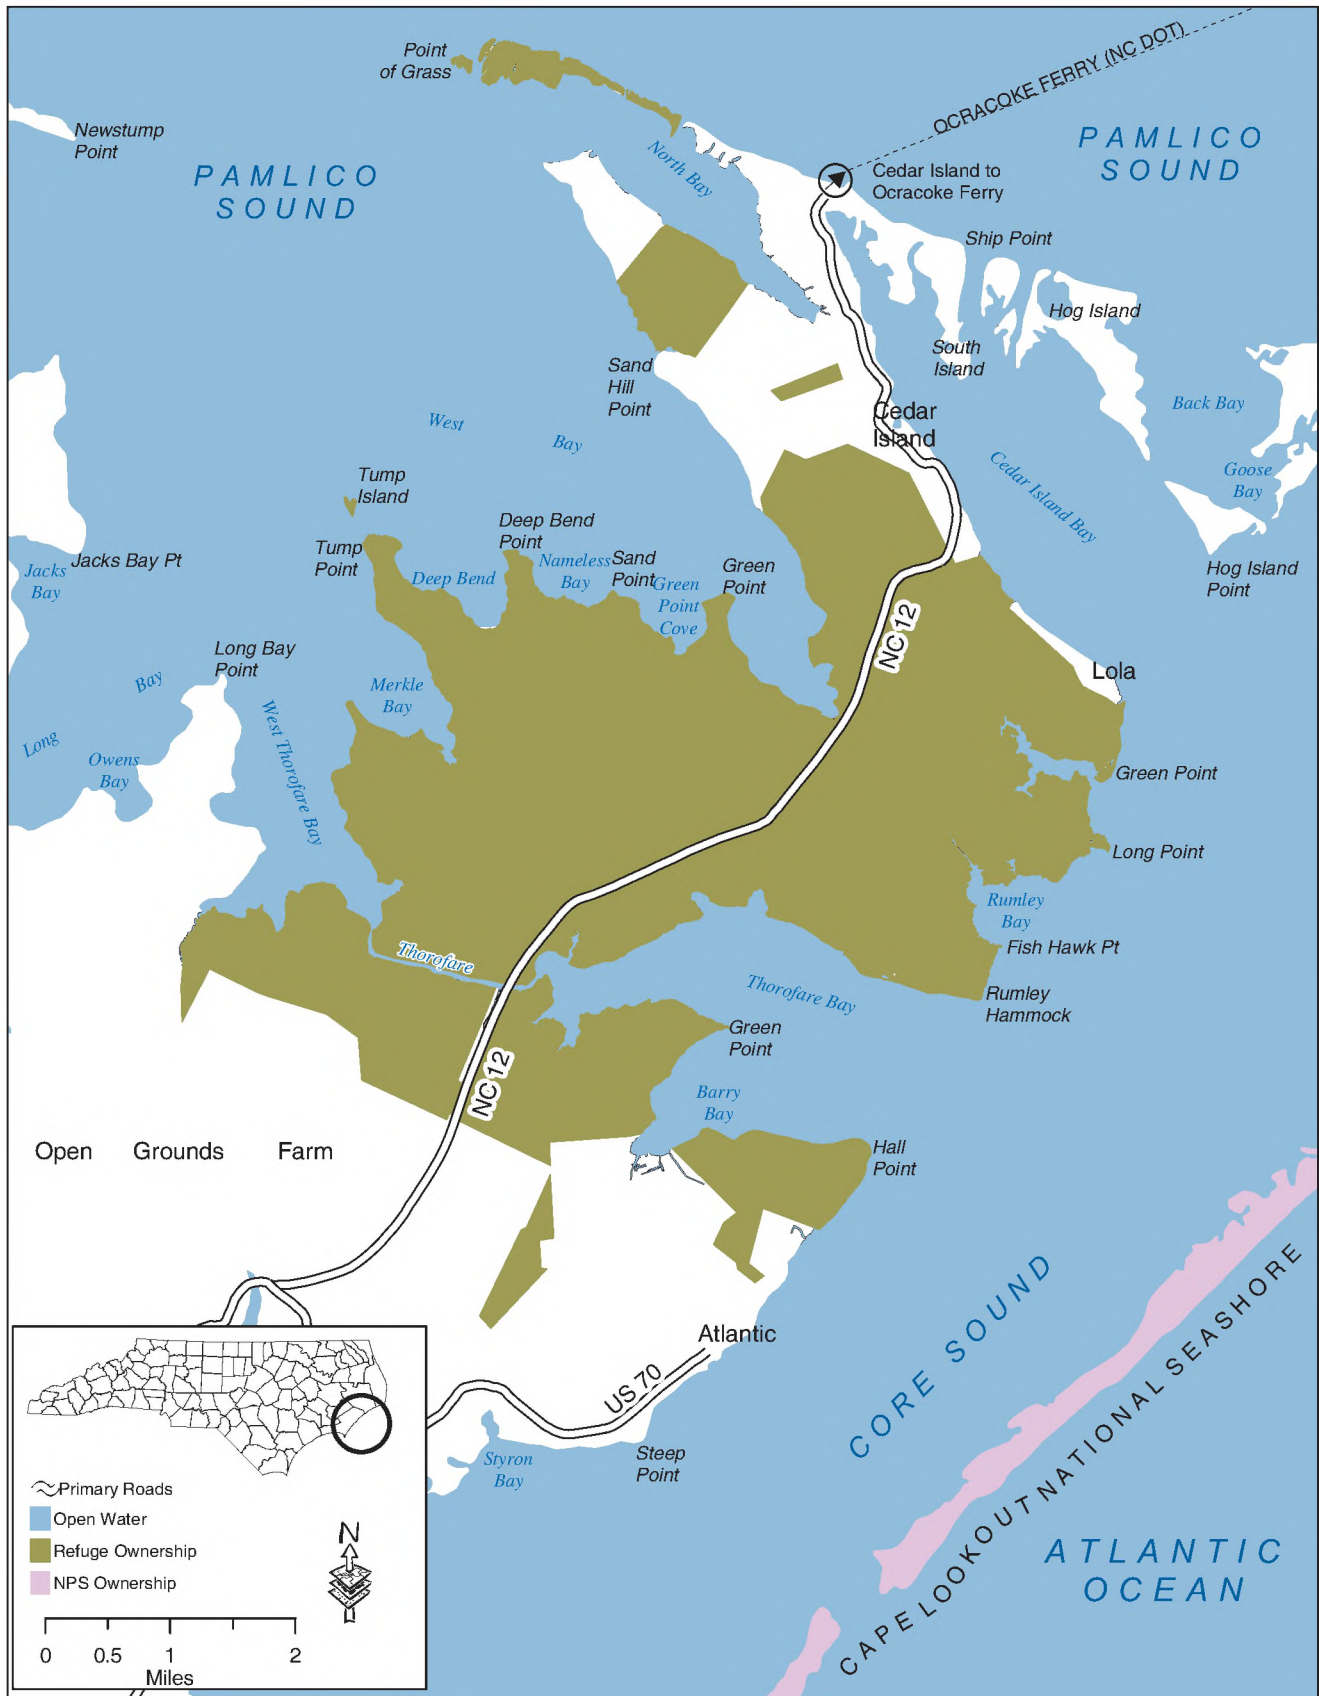 OCRACOKE FERRY (NC DOT)
Point
of Grass
Newstump
Point
PAMLICO
SOUND
North Bay
PAMLICO
SOUND
Cedar Island to
Ocracoke Ferry
Ship Point
Hog Island
South
Island
Sand
Hill
Point
Back Bay
West
Bay
Cedar
Island
Cedar Island Bay
Goose
Bay
Tump
Island
Deep Bend
Point
Tump
Point
Deep Bend
Nameless
Bay
Sand
Point
Green
Point
Cove
Green
Point
Jacks Bay Pt
Jacks
Bay
Hog Island
Point
NC 12
Long Bay
Point
Lola
Bay
Long
Merkle
Bay
West Thorofare Bay
Owens
Bay
Green Point
Long Point
Rumley
Bay
Fish Hawk Pt
Thorofare
Thorofare Bay
Rumley
Hammock
Green
Point
NC 12
Barry
Bay
Open Grounds Farm
Hall
Point
Atlantic
US 70
CORE SOUND
CAPE LOOKOUT NATIONAL SEASHORE
Steep
Point
Styron
Bay
ATLANTIC
OCEAN
Primary Roads
Open Water
Refuge Ownership
NPS Ownership
N
0 0.5 1 2
Miles